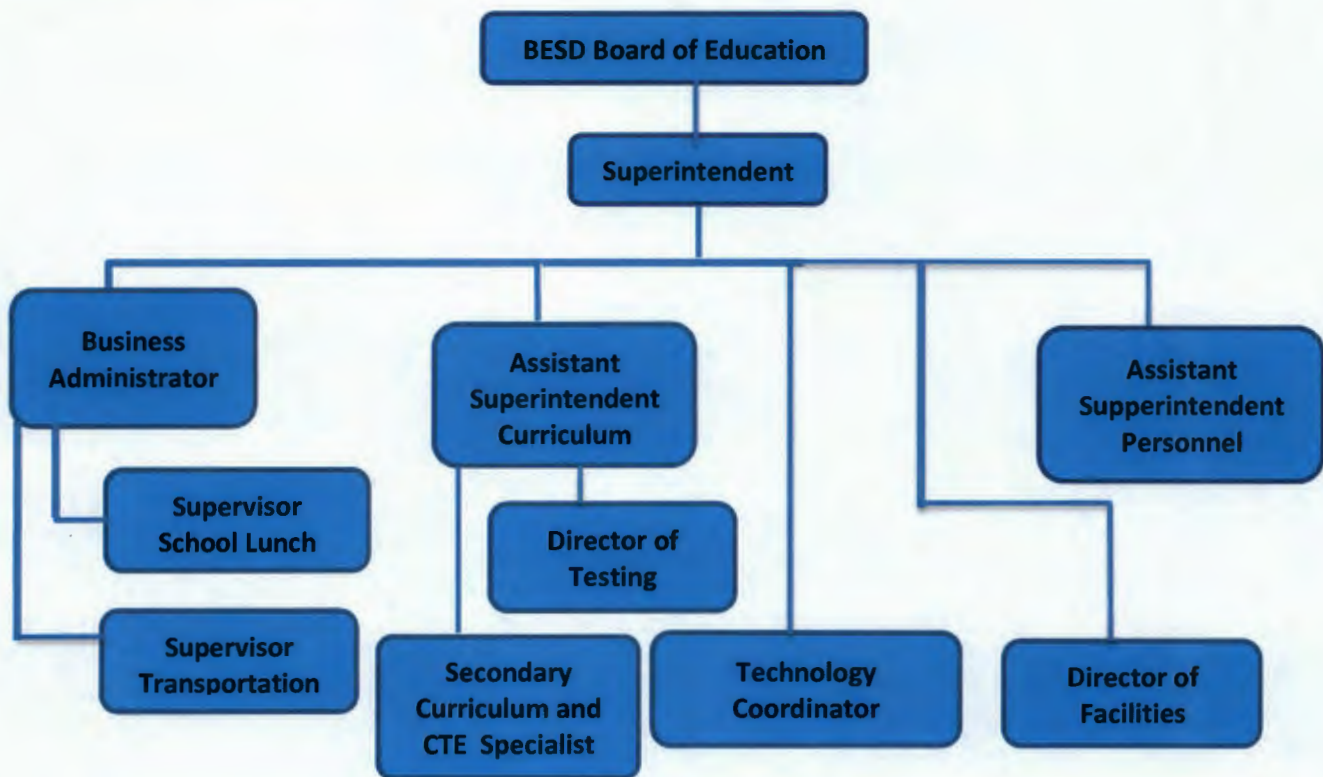 BESD Board of Education
Superintendent
Business
Administrator
Assistant
Superintendent
Curriculum
Assistant
Supperintendent
Personnel
Supervisor
School Lunch
Director of
Testing
Supervisor
Transportation
Secondary
Curriculum and
CTE Specialist
Technology
Coordinator
Director of
Facilities